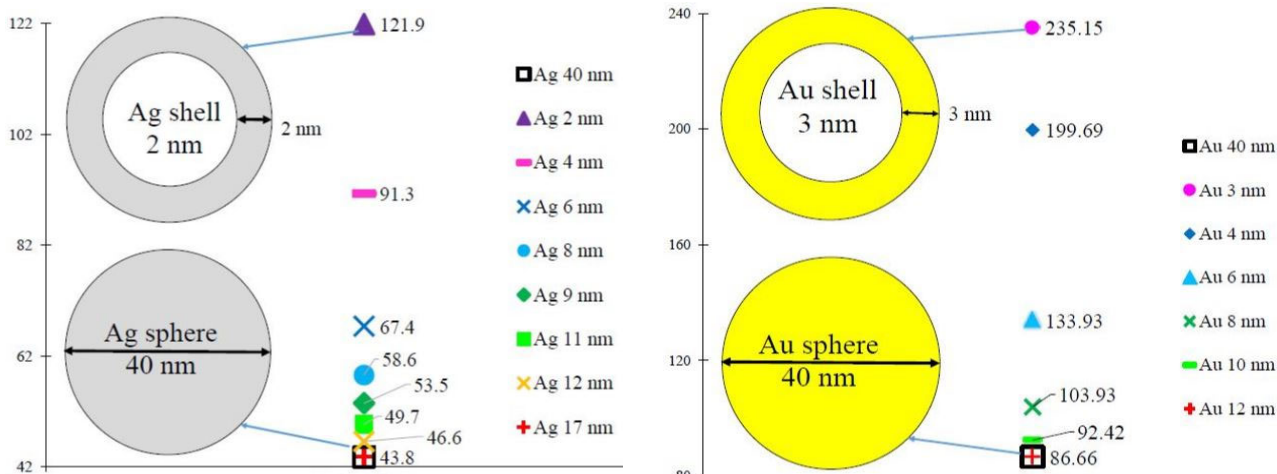 122
102
82
62
42
Ag shell
2 nm
2 nm
Ag sphere
40 nm
121.9
91.3
67.4
58.6
53.5
49.7
46.6
43.8
Ag 40 nm
Ag 2 nm
Ag 4 nm
Ag 6 nm
Ag 8 nm
Ag 9 nm
Ag 11 nm
Ag 12 nm
Ag 17 nm
240
200
160
120
80
Au shell
3 nm
3 nm
Au sphere
40 nm
235.15
199.69
133.93
103.93
92.42
86.66
Au 40 nm
Au 3 nm
Au 4 nm
Au 6 nm
Au 8 nm
Au 10 nm
Au 12 nm